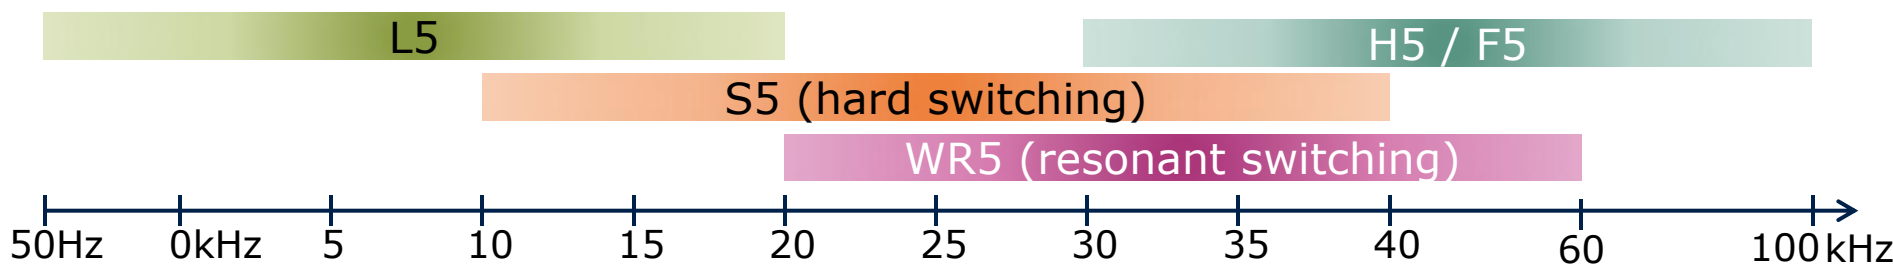 L5
H5 / F5
S5 (hard switching)
WR5 (resonant switching)
50Hz 0kHz 5 10 15 20 25 30 35 40 60 100 kHz